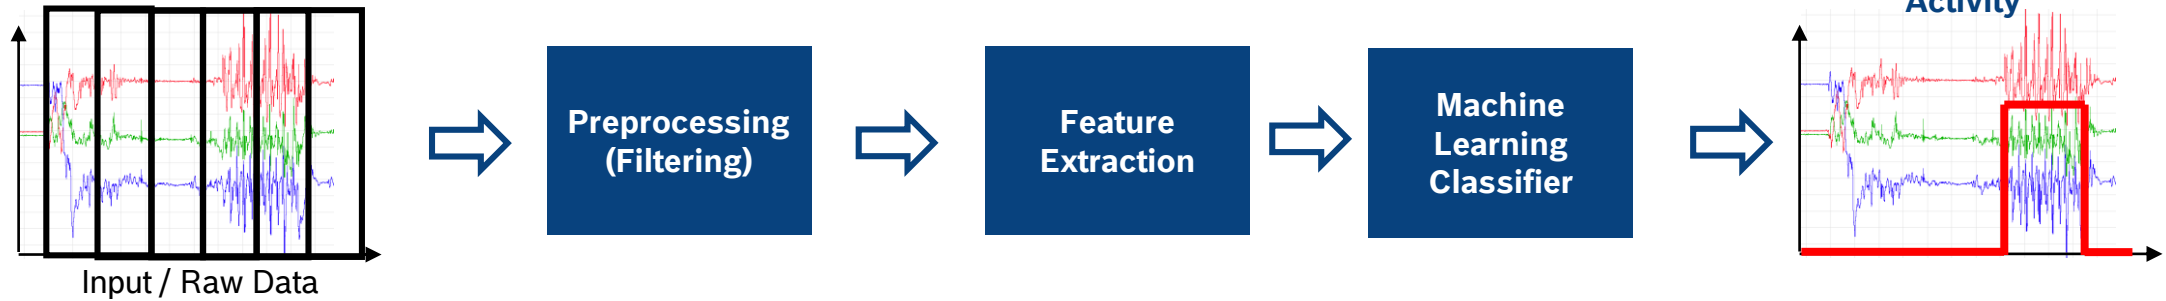 Activity
Preprocessing
(Filtering)
Feature
Extraction
Machine
Learning
Classifier
Input / Raw Data